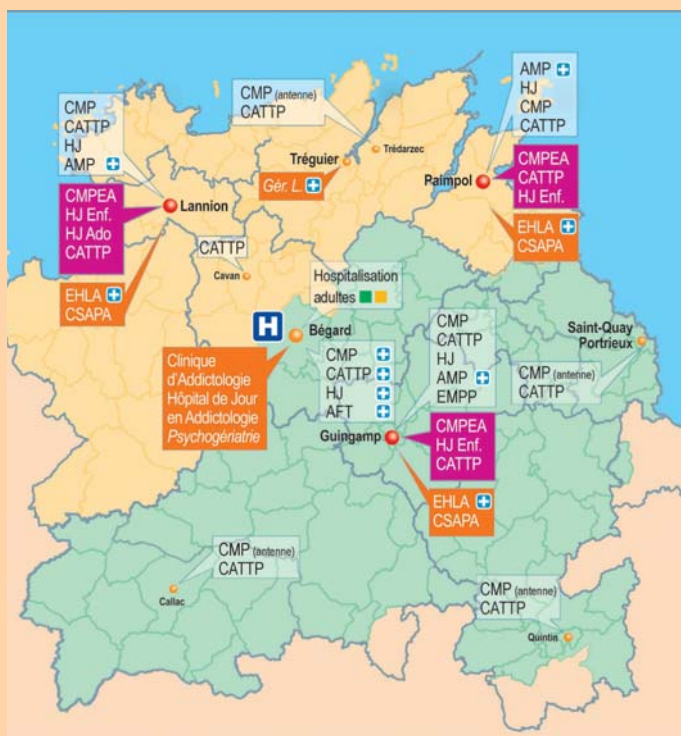 CMP
CATTP
HJ
AMP
CMPEA
HJ Enf.
HJ Ado
CATTP
Lannion
EHLA
CSAPA
CMP (antenne)
CATTP
Trédarzec
Tréguier
Gér. L.
AMP
HJ
CMP
CATTP
Paimpol
CMPEA
CATTP
HJ Enf.
EHLA
CSAPA
CATTP
Cavan
Hospitalisation
adultes
H
Bégard
Clinique
d'Addictologie
Hôpital de Jour
en Addictologie
Psychogériatrie
CMP
CATTP
HJ
AFT
CMP
CATTP
HJ
AMP
EMPP
Guingamp
CMPEA
HJ Enf.
CATTP
EHLA
CSAPA
Saint-Quay
Portrieux
CMP (antenne)
CATTP
CMP (antenne)
CATTP
Callac
CMP (antenne)
CATTP
Quintin